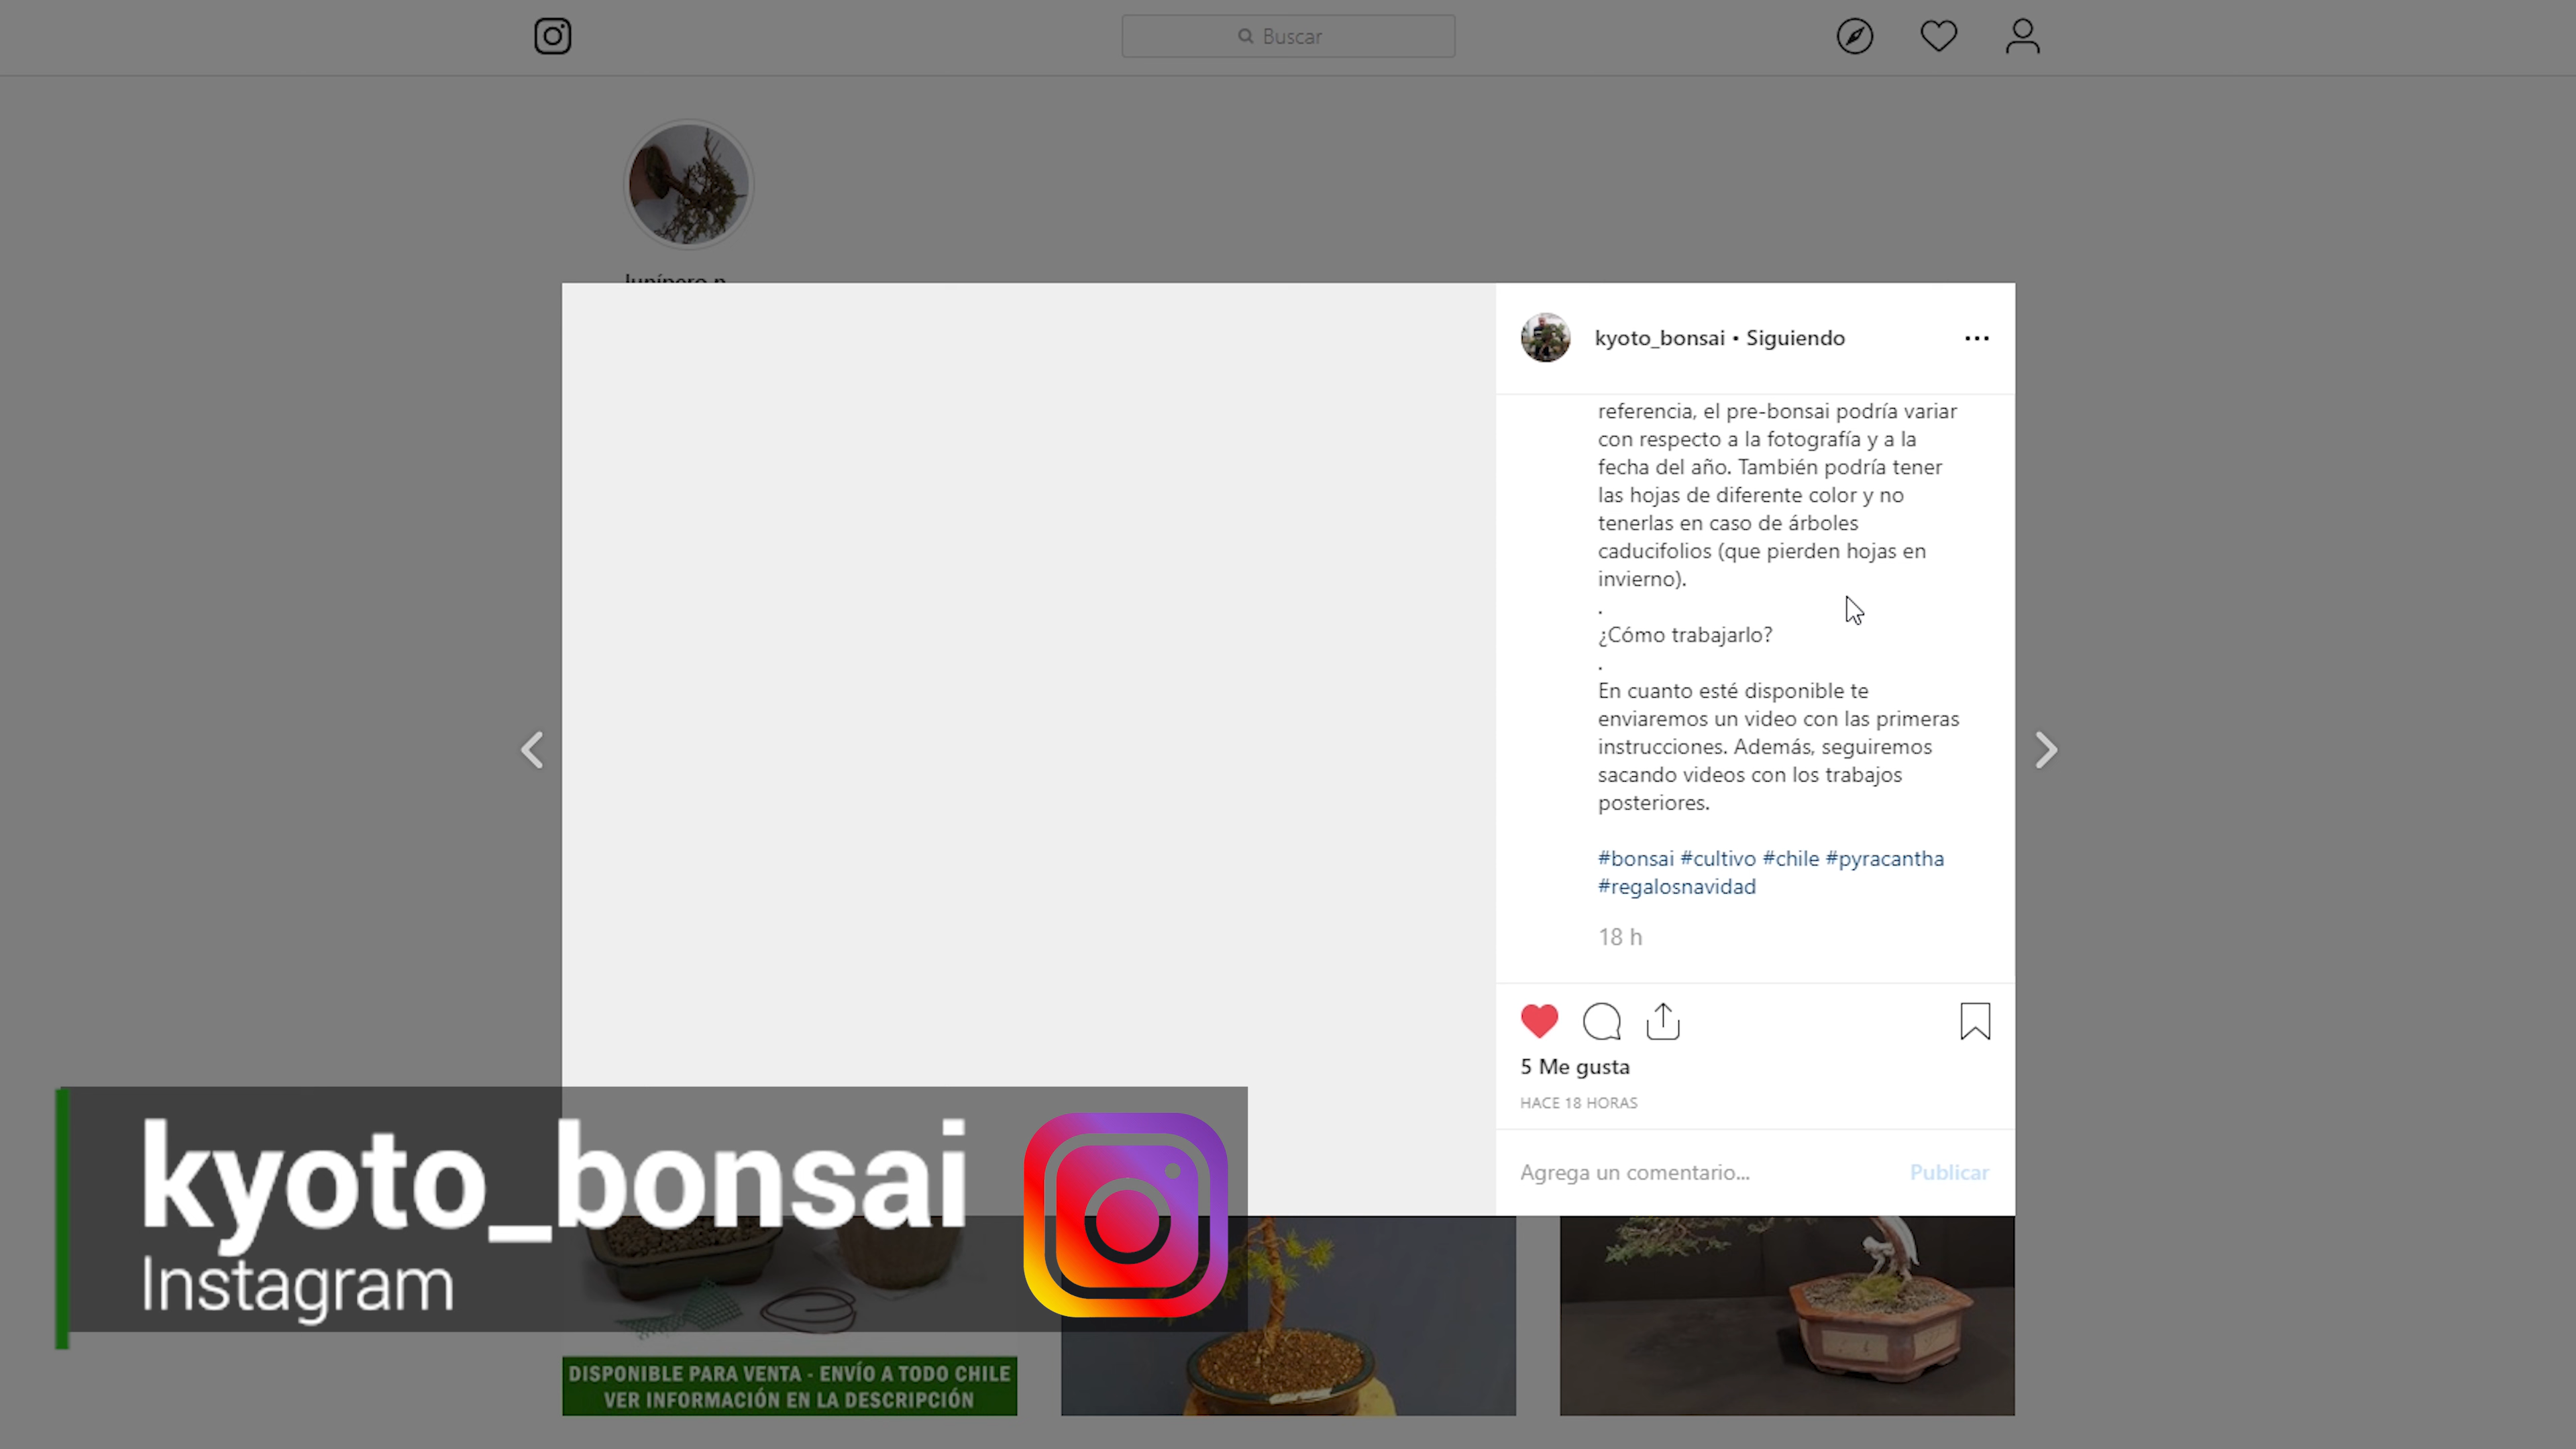 Buscar
kyoto_bonsai • Siguiendo
referencia, el pre-bonsai podría variar
con respecto a la fotografía y a la
fecha del año. También podría tener
las hojas de diferente color y no
tenerlas en caso de árboles
caducifolios (que pierden hojas en
invierno).
.
¿Cómo trabajarlo?
.
En cuanto esté disponible te
enviaremos un video con las primeras
instrucciones. Además, seguiremos
sacando videos con los trabajos
posteriores.
#bonsai #cultivo #chile #pyracantha
#regalosnavidad
18 h
5 Me gusta
HACE 18 HORAS
Agrega un comentario...
Publicar
kyoto_bonsai
Instagram
DISPONIBLE PARA VENTA - ENVÍO A TODO CHILE
VER INFORMACIÓN EN LA DESCRIPCIÓN